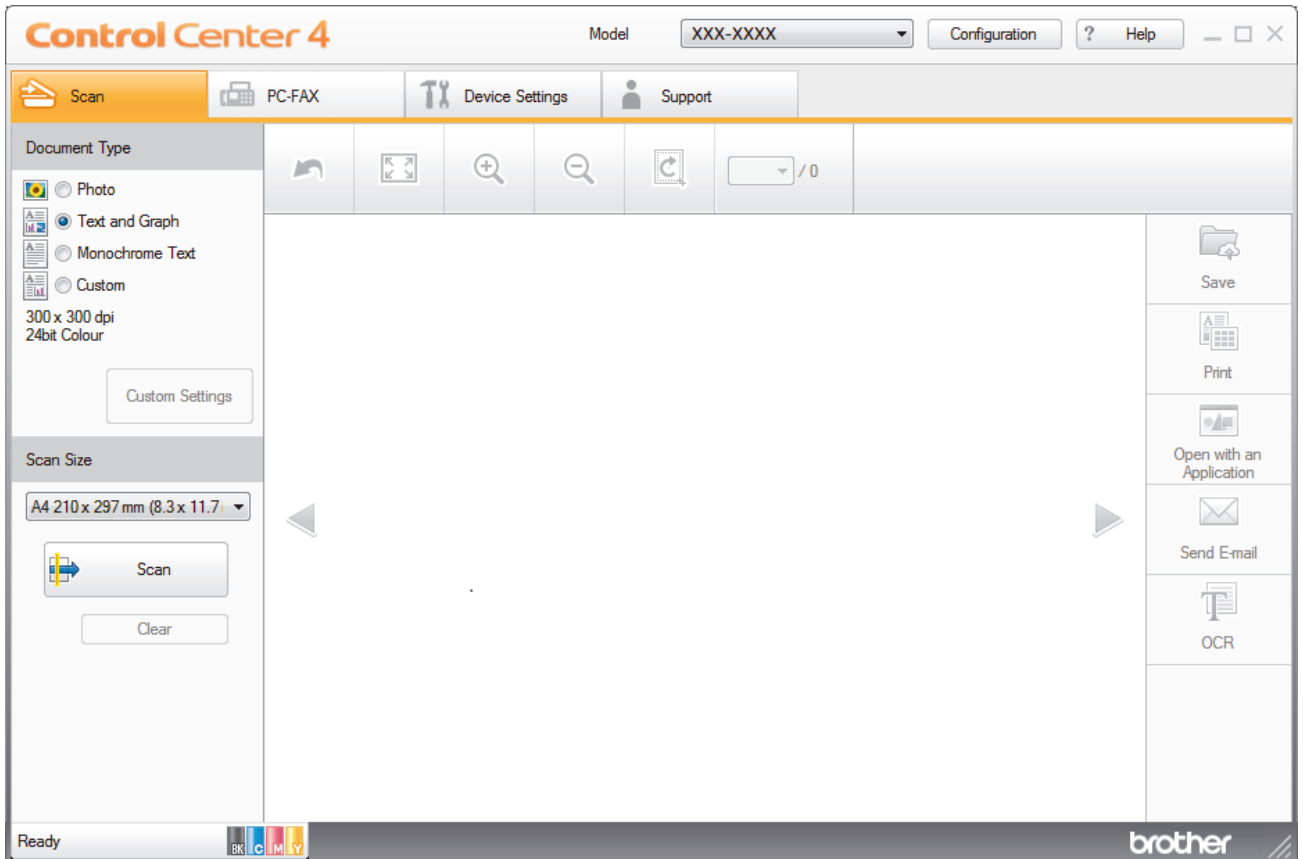 Control Center 4
Model XXX-XXXX Configuration ? Help
Scan PC-FAX Device Settings Support
Document Type
Photo
Text and Graph
Monochrome Text
Custom
300 x 300 dpi
24bit Colour
Custom Settings
Scan Size
A4 210 x 297 mm (8.3 x 11.7
Scan
Clear
/ 0
Save
Print
Open with an
Application
Send E-mail
OCR
Ready
BK C M Y
brother